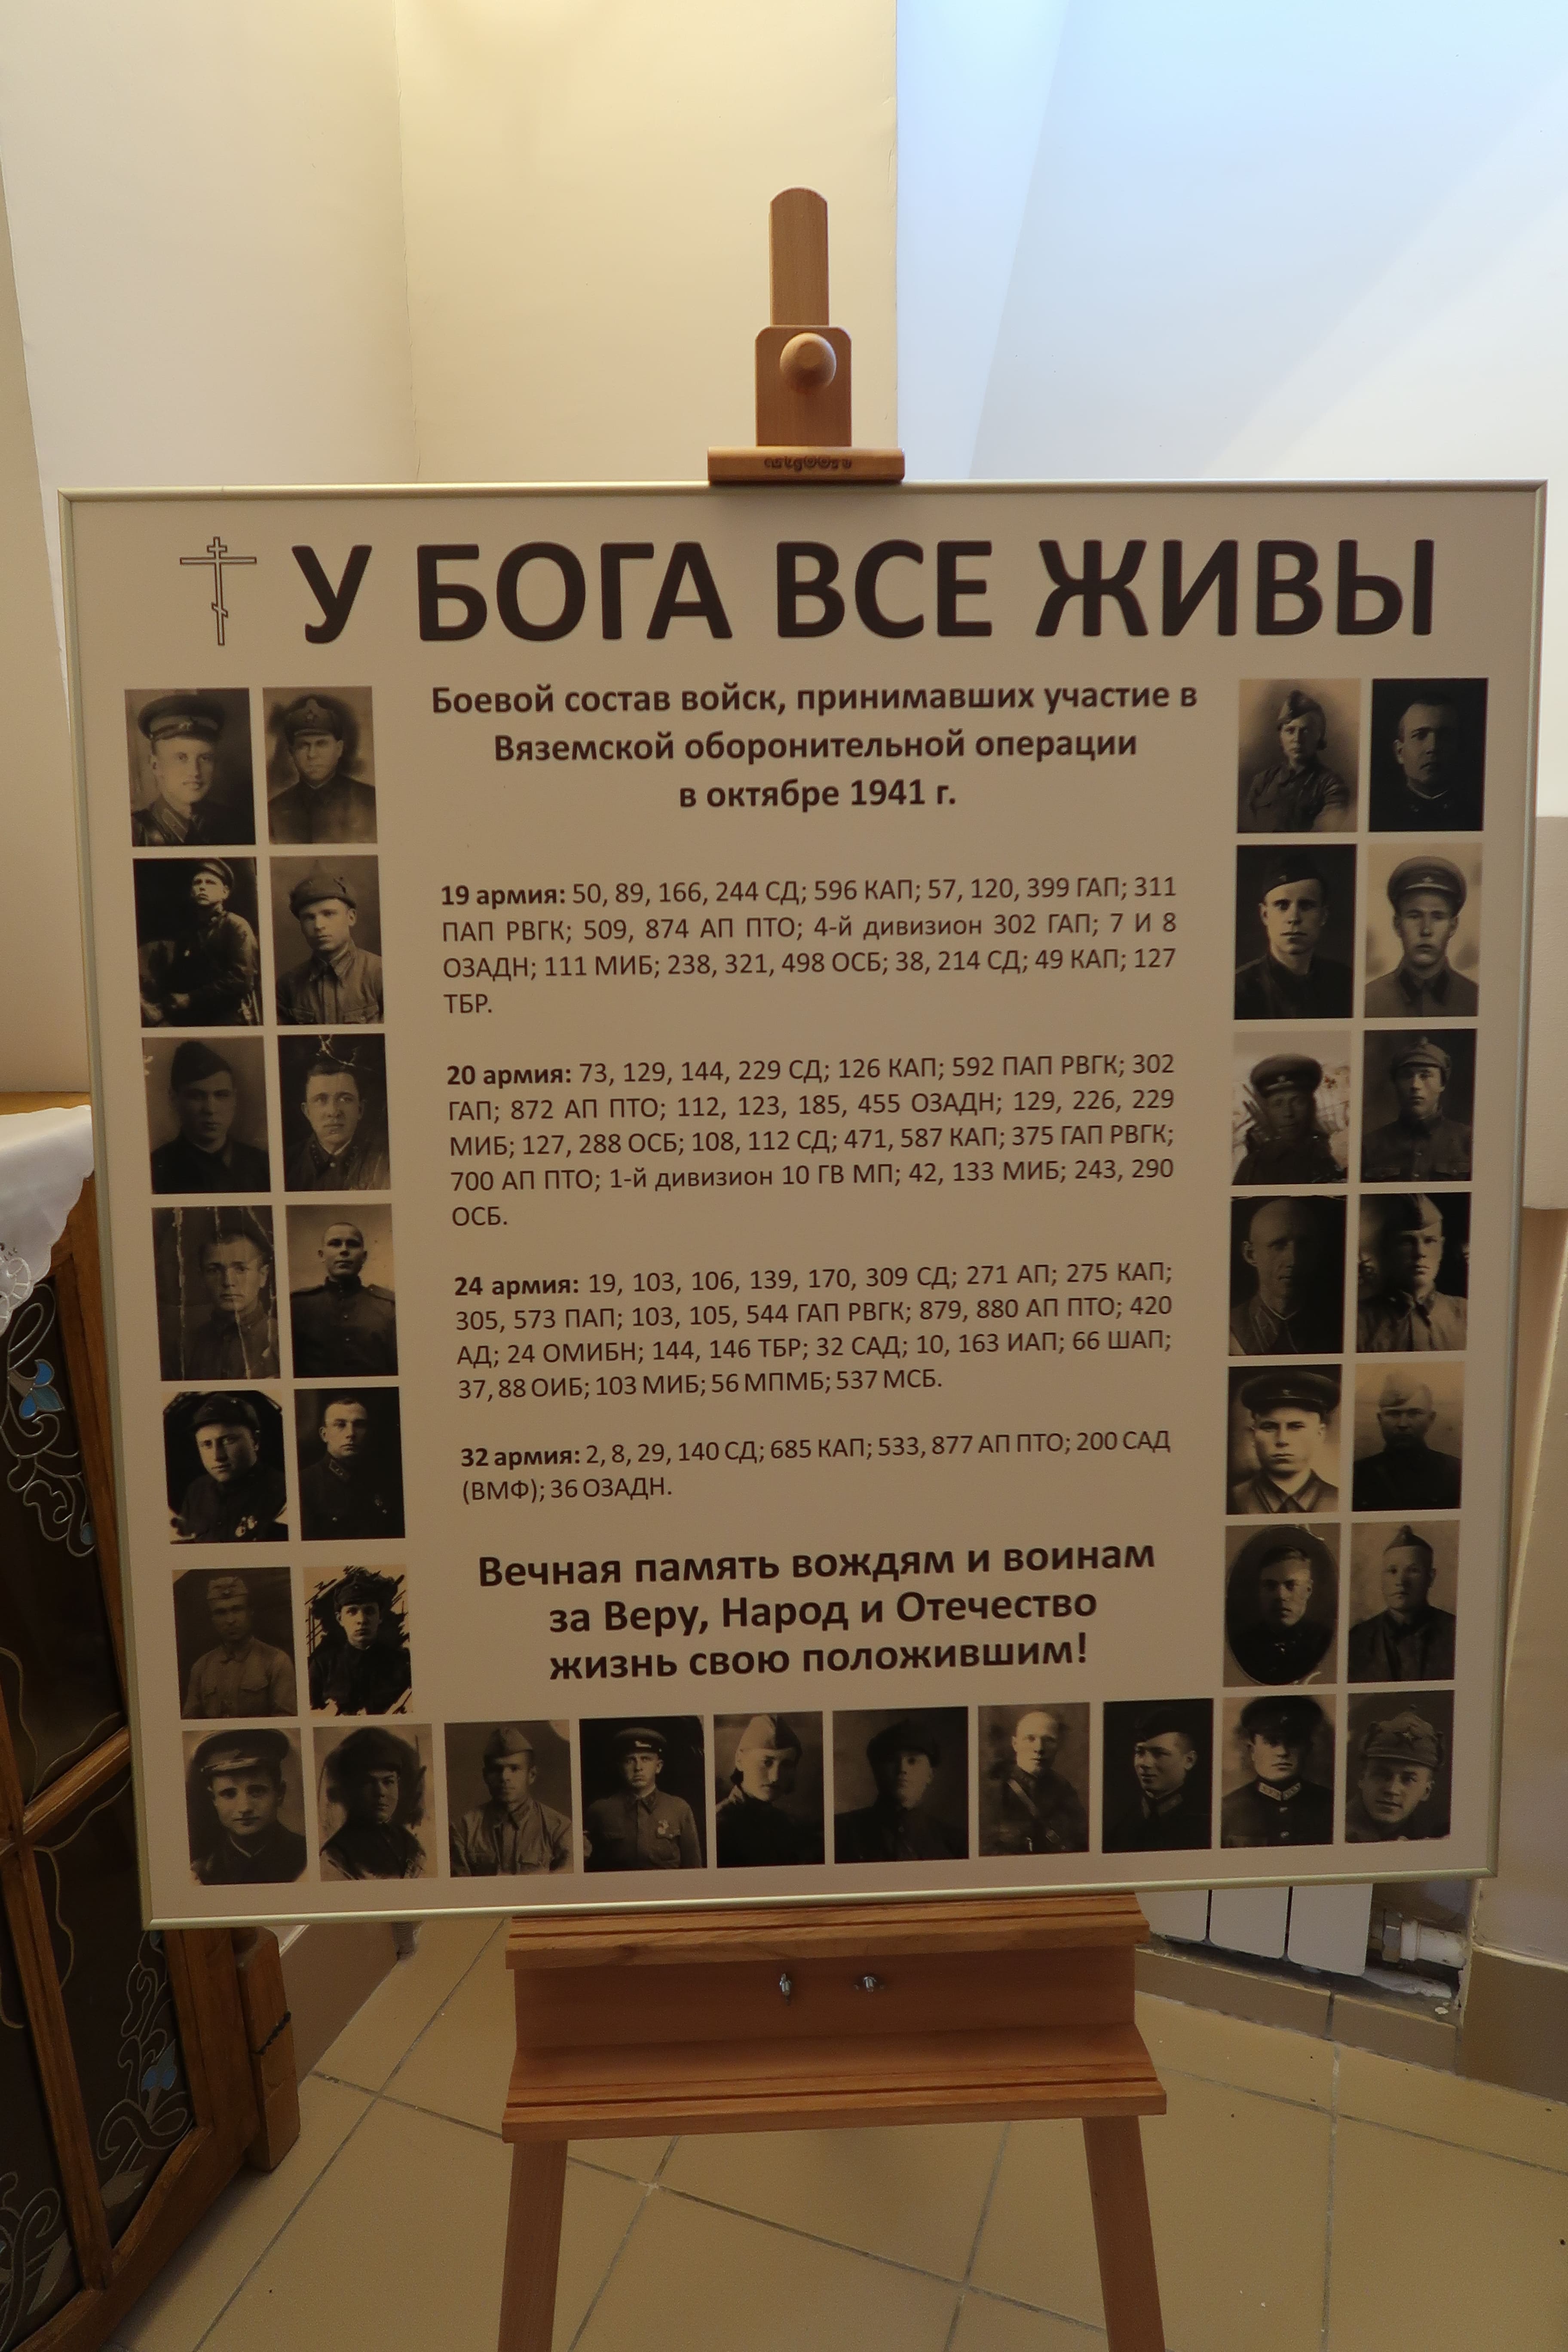 У БОГА ВСЕ ЖИВЫ
Боевой состав войск, принимавших участие в
Вяземской оборонительной операции
в октябре 1941 г.
19 армия: 50, 89, 166, 244 СД; 596 КАП; 57, 120, 399 ГАП; 311
ПАП РВГК; 509, 874 АП ПТО; 4-й дивизион 302 ГАП; 7 И 8
ОЗАДН; 111 МИБ; 238, 321, 498 ОСБ; 38, 214 СД; 49 КАП; 127
ТБР.
20 армия: 73, 129, 144, 229 СД; 126 КАП; 592 ПАП РВГК; 302
ГАП; 872 АП ПТО; 112, 123, 185, 455 ОЗАДН; 129, 226, 229
МИБ; 127, 288 ОСБ; 108, 112 СД; 471, 587 КАП; 375 ГАП РВГК;
700 АП ПТО; 1-й дивизион 10 ГВ МП; 42, 133 МИБ; 243, 290
ОСБ.
24 армия: 19, 103, 106, 139, 170, 309 СД; 271 АП; 275 КАП;
305, 573 ПАП; 103, 105, 544 ГАП РВГК; 879, 880 АП ПТО; 420
АД; 24 ОМИБН; 144, 146 ТБР; 32 САД; 10, 163 ИАП; 66 ШАП;
37, 88 ОИБ; 103 МИБ; 56 МПМБ; 537 МСБ.
32 армия: 2, 8, 29, 140 СД; 685 КАП; 533, 877 АП ПТО; 200 САД
(ВМФ); 36 ОЗАДН.
Вечная память вождям и воинам
за Веру, Народ и Отечество
жизнь свою положившим!